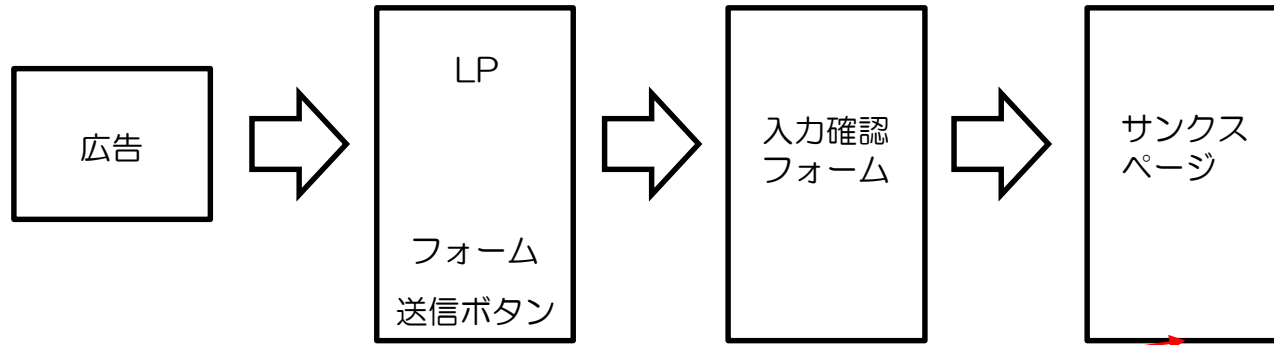 広告
LP
フォーム
送信ボタン
入力確認
フォーム
サンクス
ページ